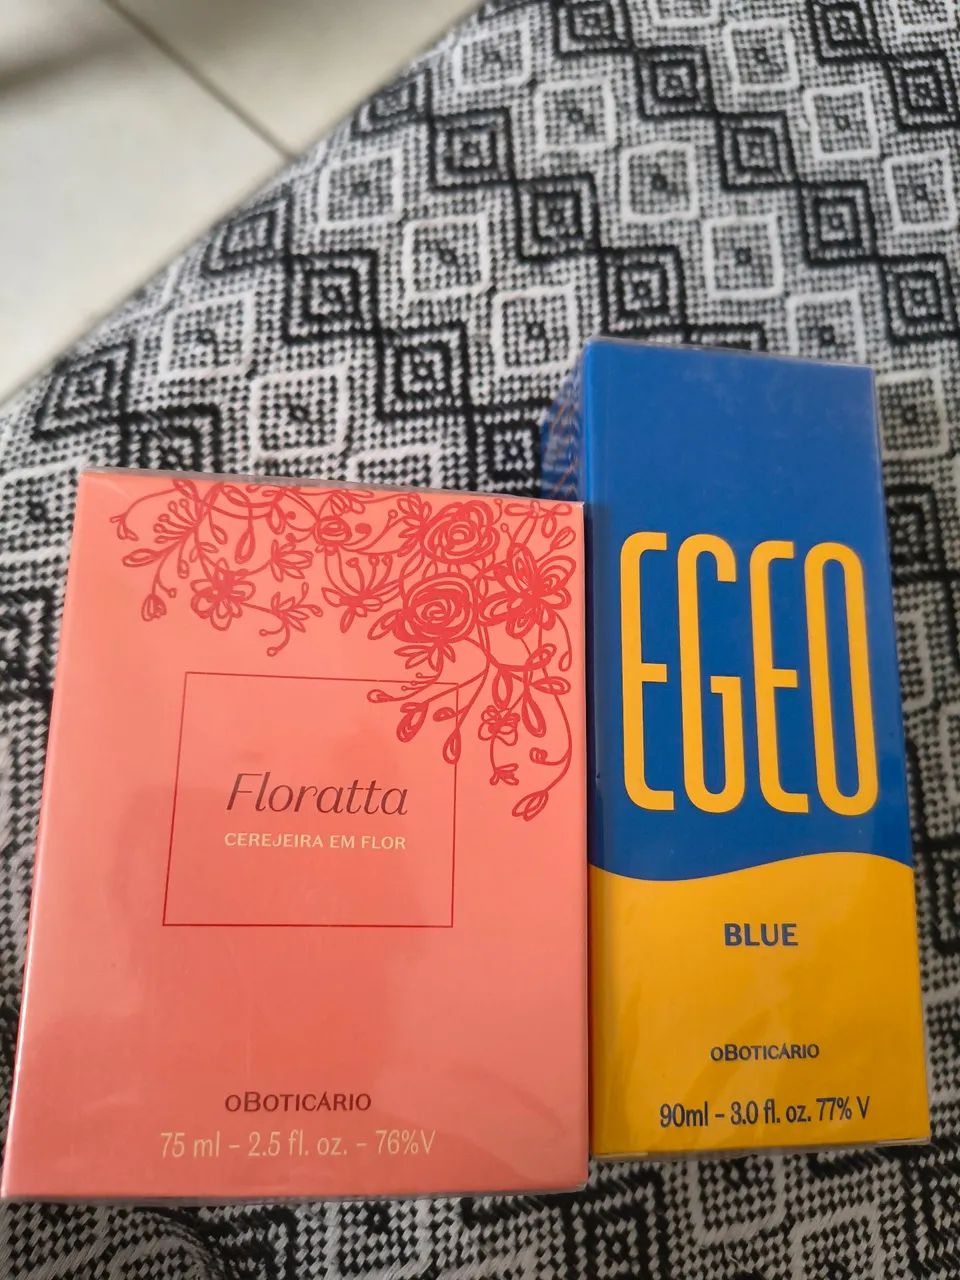 Floratta
CEREJEIRA EM FLOR
oBOTICÁRIO
75 ml - 2.5 fl. oz. - 76%V
EGEO
BLUE
oBOTICÁRIO
90ml - 3.0 fl. oz. 77% V